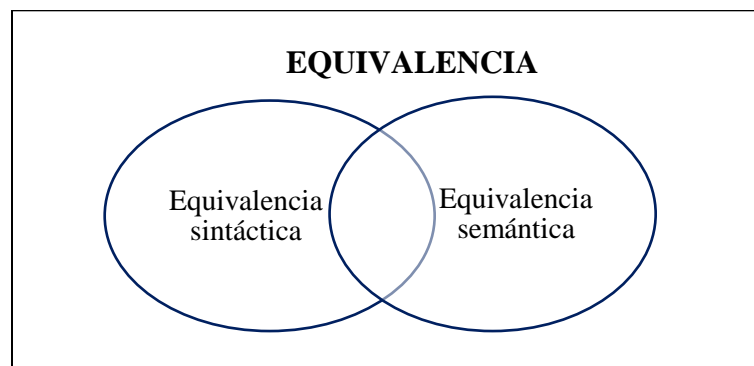 EQUIVALENCIA
Equivalencia
sintáctica
Equivalencia
semántica